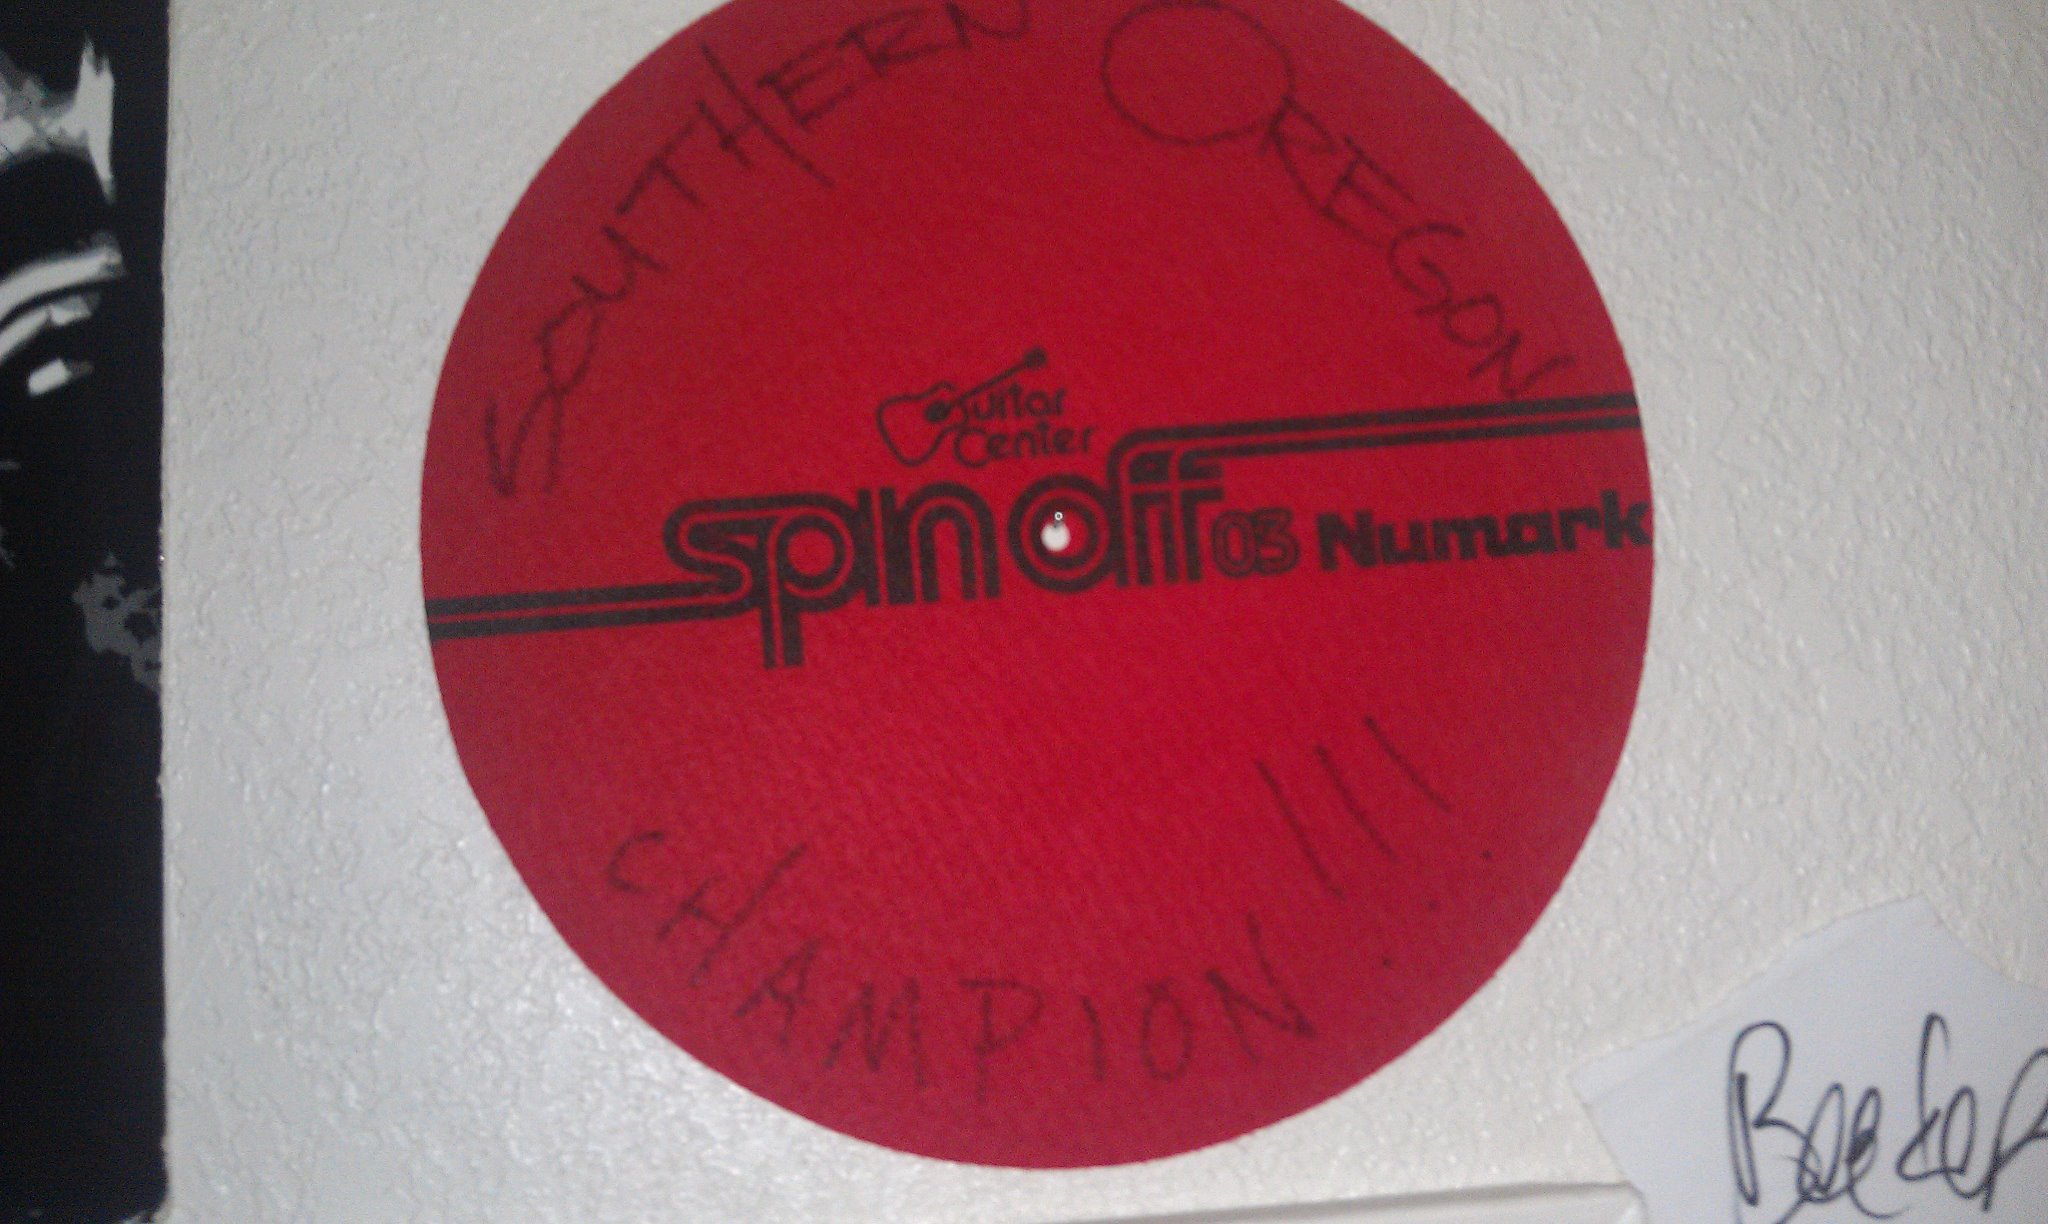 SOUTHERN OREGON
Guitar
Center
spin off 03 Numark
CHAMPION!!!